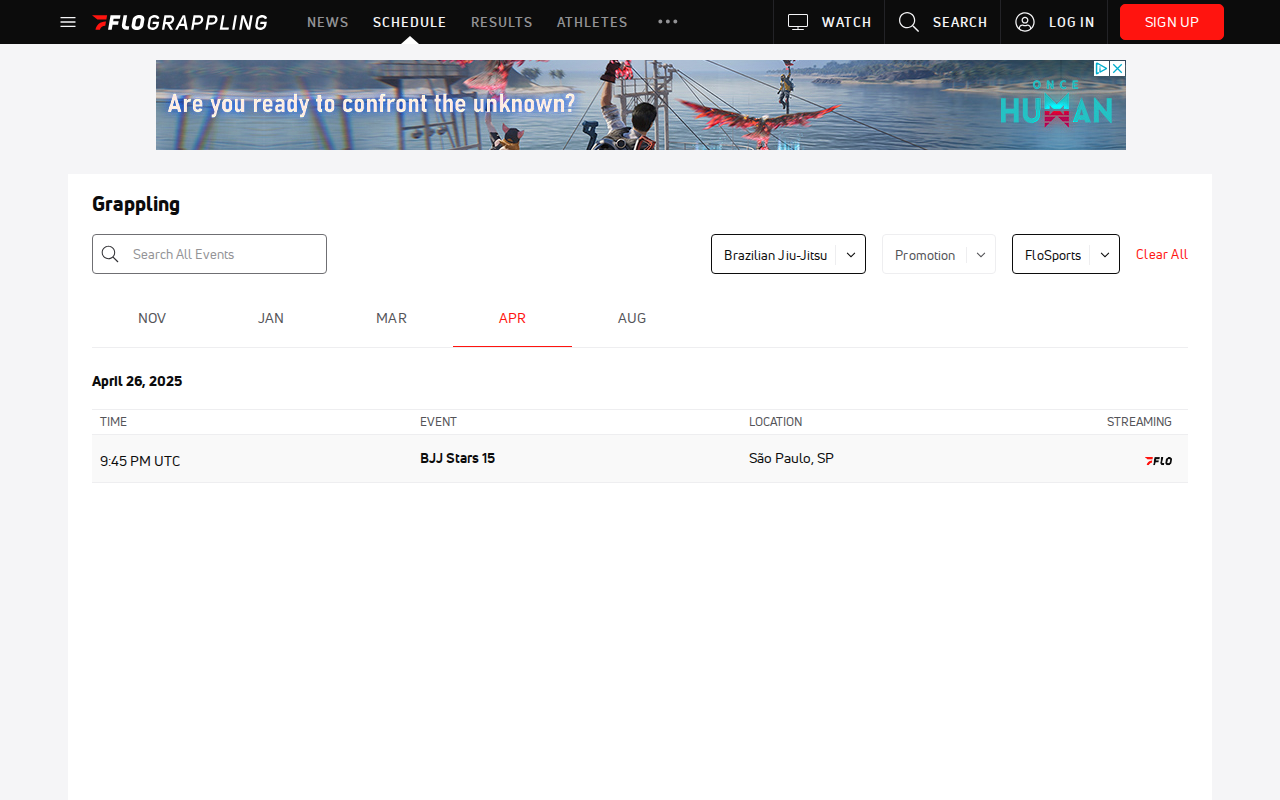 FLOGRAPPLING NEWS SCHEDULE RESULTS ATHLETES WATCH SEARCH LOG IN SIGN UP
Are you ready to confront the unknown?
ONCE
HUMAN
Grappling
Search All Events
Brazilian Jiu-Jitsu
Promotion
FloSports
Clear All
NOV JAN MAR APR AUG
April 26, 2025
TIME EVENT LOCATION STREAMING
9:45 PM UTC BJJ Stars 15 São Paulo, SP FLO